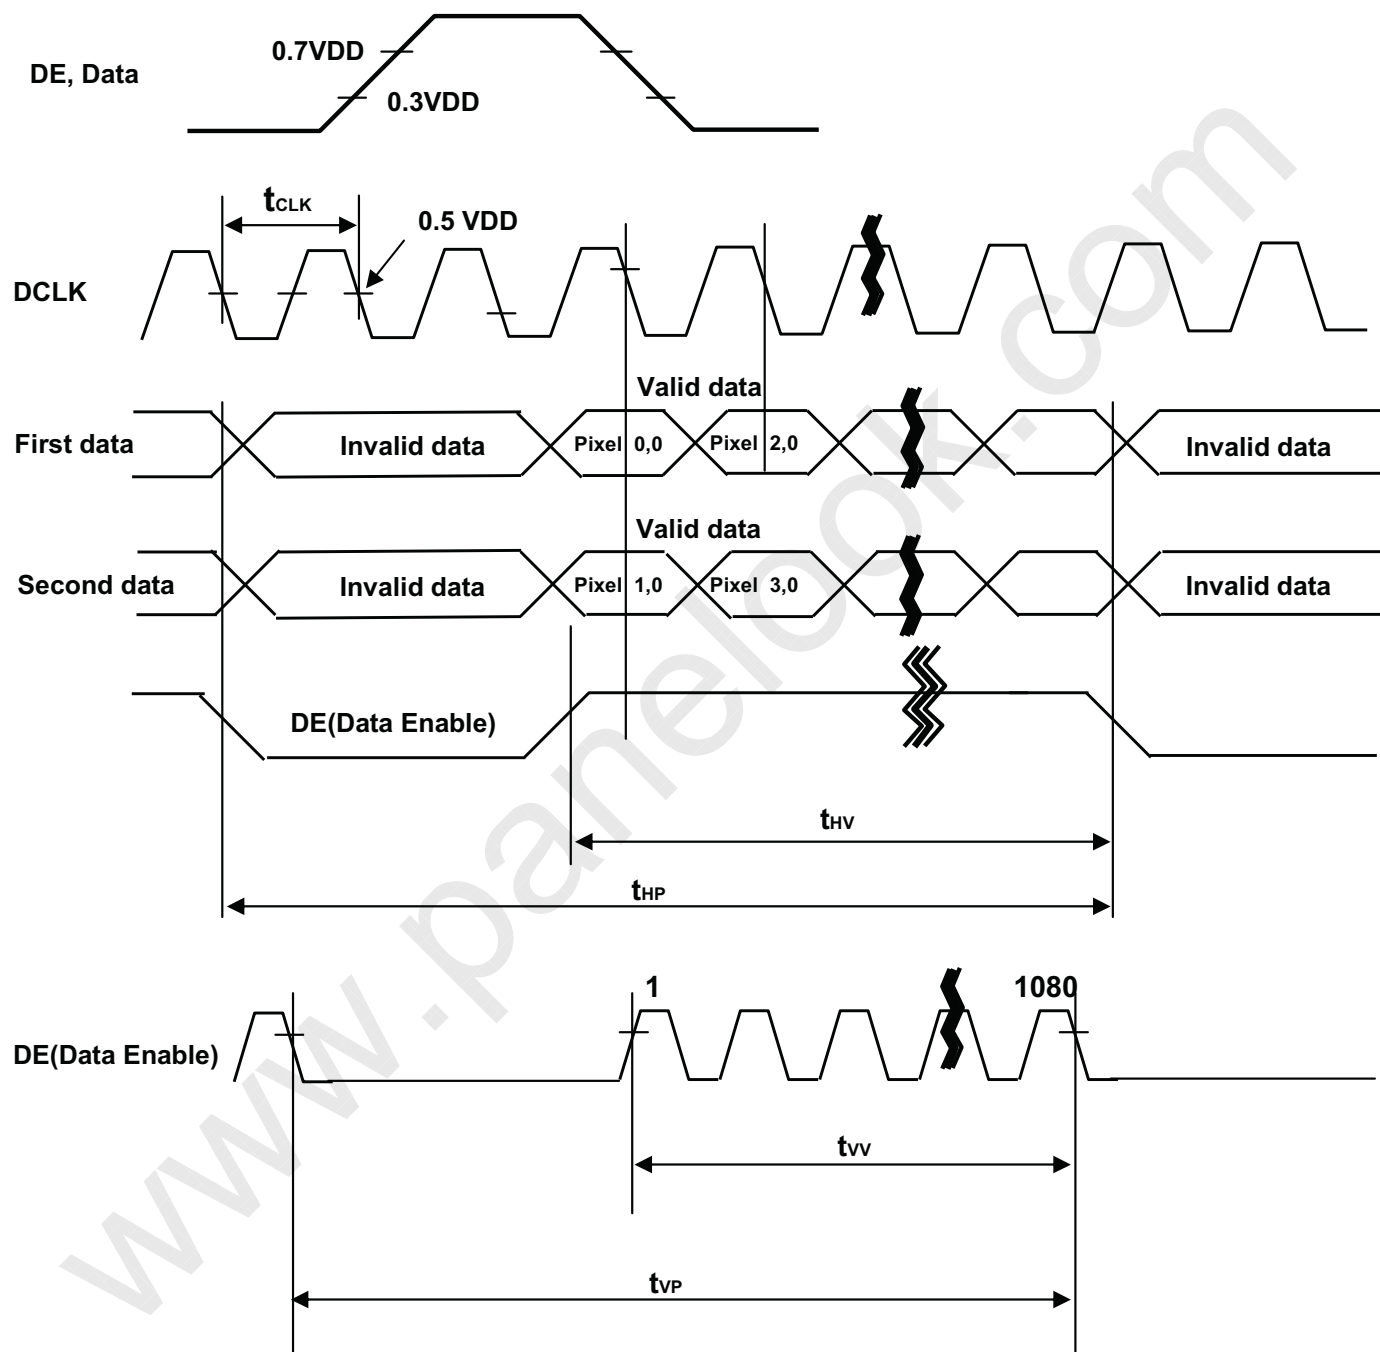 0.7VDD
DE, Data
0.3VDD
tCLK
0.5 VDD
DCLK
Valid data
First data
Invalid data
Pixel 0,0
Pixel 2,0
Invalid data
Valid data
Second data
Invalid data
Pixel 1,0
Pixel 3,0
Invalid data
DE(Data Enable)
tHV
tHP
1
1080
DE(Data Enable)
tVV
tVP
www.panelook.com